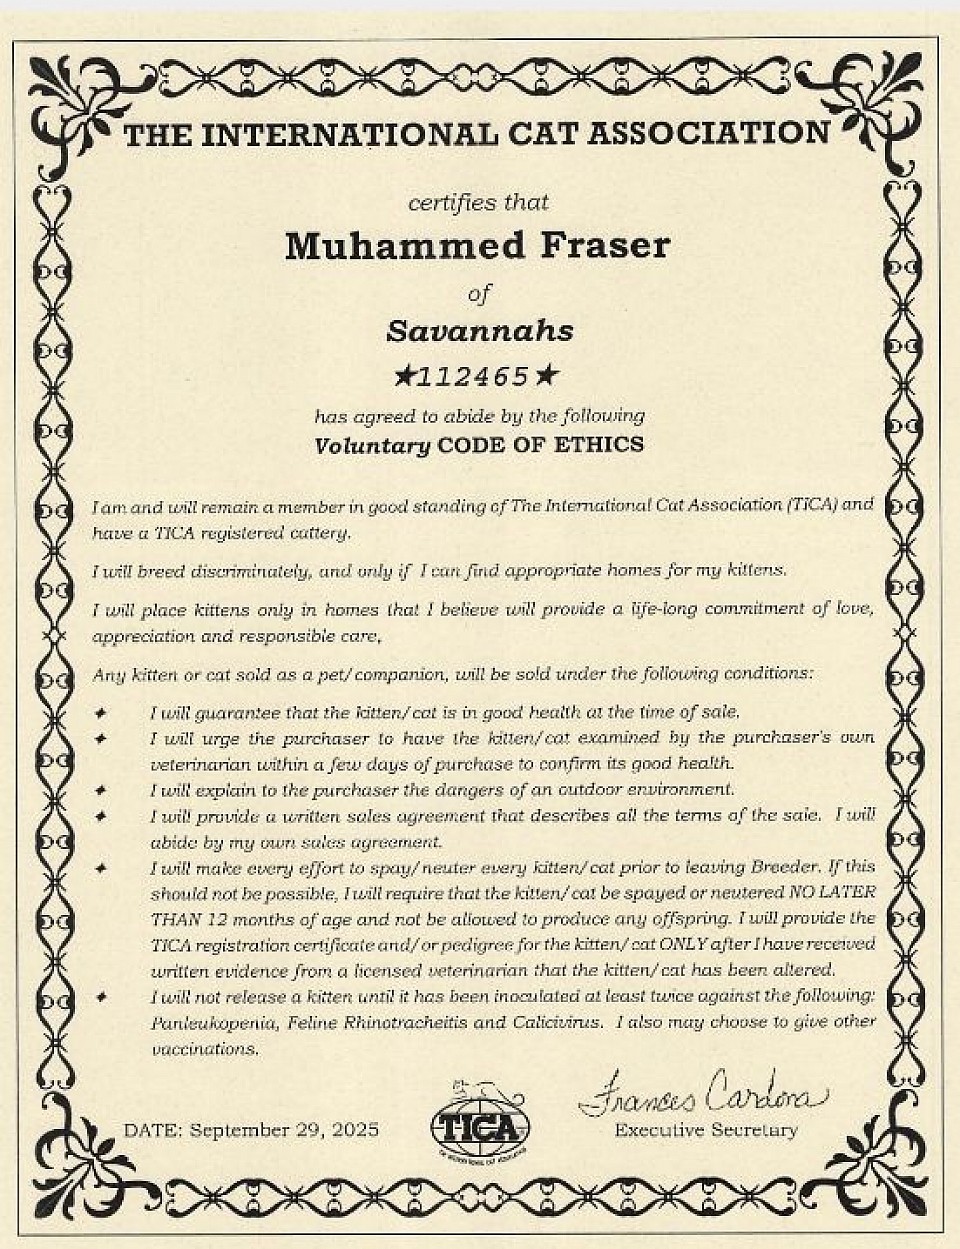 THE INTERNATIONAL CAT ASSOCIATION
certifies that
Muhammed Fraser
of
Savannahs
★112465★
has agreed to abide by the following
Voluntary CODE OF ETHICS
I am and will remain a member in good standing of The International Cat Association (TICA) and
have a TICA registered cattery.
I will breed discriminately, and only if I can find appropriate homes for my kittens.
I will place kittens only in homes that I believe will provide a life-long commitment of love,
appreciation and responsible care,
Any kitten or cat sold as a pet/companion, will be sold under the following conditions:
✦ I will guarantee that the kitten/cat is in good health at the time of sale.
✦ I will urge the purchaser to have the kitten/cat examined by the purchaser's own
veterinarian within a few days of purchase to confirm its good health.
✦ I will explain to the purchaser the dangers of an outdoor environment.
✦ I will provide a written sales agreement that describes all the terms of the sale. I will
abide by my own sales agreement.
✦ I will make every effort to spay/neuter every kitten/cat prior to leaving Breeder. If this
should not be possible, I will require that the kitten/cat be spayed or neutered NO LATER
THAN 12 months of age and not be allowed to produce any offspring. I will provide the
TICA registration certificate and/or pedigree for the kitten/cat ONLY after I have received
written evidence from a licensed veterinarian that the kitten/cat has been altered.
✦ I will not release a kitten until it has been inoculated at least twice against the following:
Panleukopenia, Feline Rhinotracheitis and Calicivirus. I also may choose to give other
vaccinations.
Frances Cardona
DATE: September 29, 2025
TICA
Executive Secretary